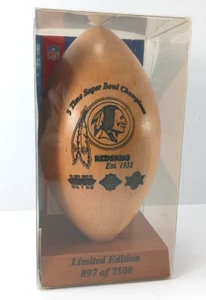 3 Time Super Bowl Champions
REDSKINS
Est. 1932
Limited Edition
897 of 7500